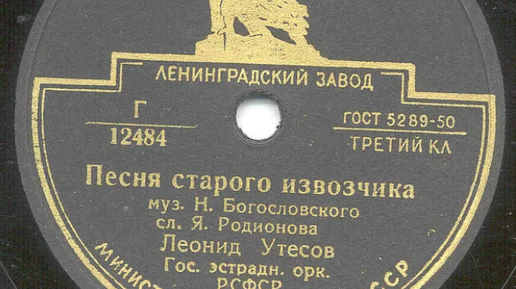 ЛЕНИНГРАДСКИЙ ЗАВОД
Г
12484
ГОСТ 5289-50
ТРЕТИЙ КЛ
Песня старого извозчика
муз. Н. Богословского
сл. Я. Родионова
Леонид Утесов
Гос. эстрадн. орк.
РСФСР